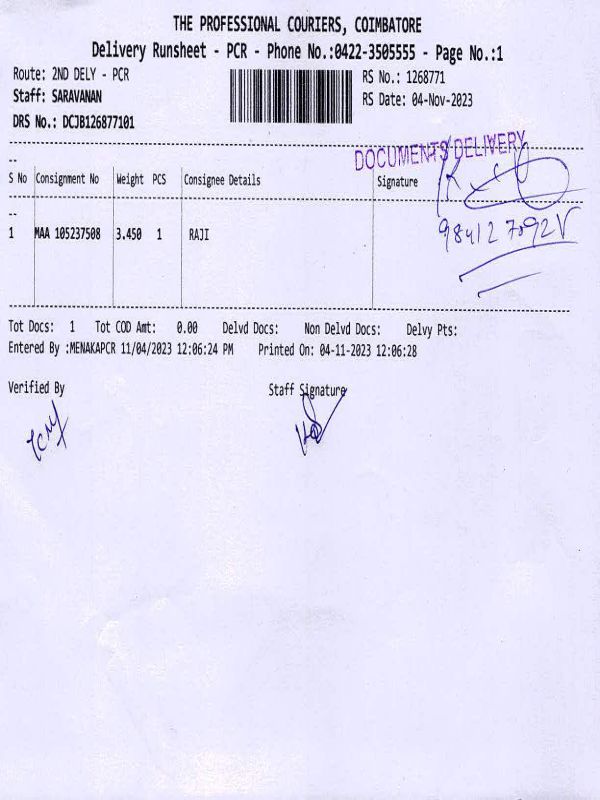 THE PROFESSIONAL COURIERS, COIMBATORE
Delivery Runsheet - PCR - Phone No.:0422-3505555 - Page No.:1
Route: 2ND DELY - PCR
RS No.: 1268771
Staff: SARAVANAN
RS Date: 04-Nov-2023
DRS No.: DCJB126877101
DOCUMENTS DELIVERY
--
S No Consignment No Weight PCS Consignee Details Signature
--
1 MAA 105237508 3.450 1 RAJI
Tot Docs: 1 Tot COD Amt: 0.00 Delvd Docs: Non Delvd Docs: Delvy Pts:
Entered By :MENAKAPCR 11/04/2023 12:06:24 PM Printed On: 04-11-2023 12:06:28
Verified By Staff Signature